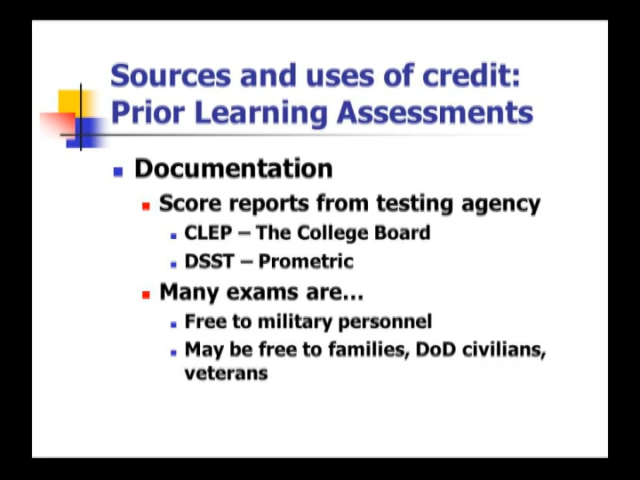 Sources and uses of credit:
Prior Learning Assessments
Documentation
Score reports from testing agency
CLEP – The College Board
DSST – Prometric
Many exams are…
Free to military personnel
May be free to families, DoD civilians,
veterans